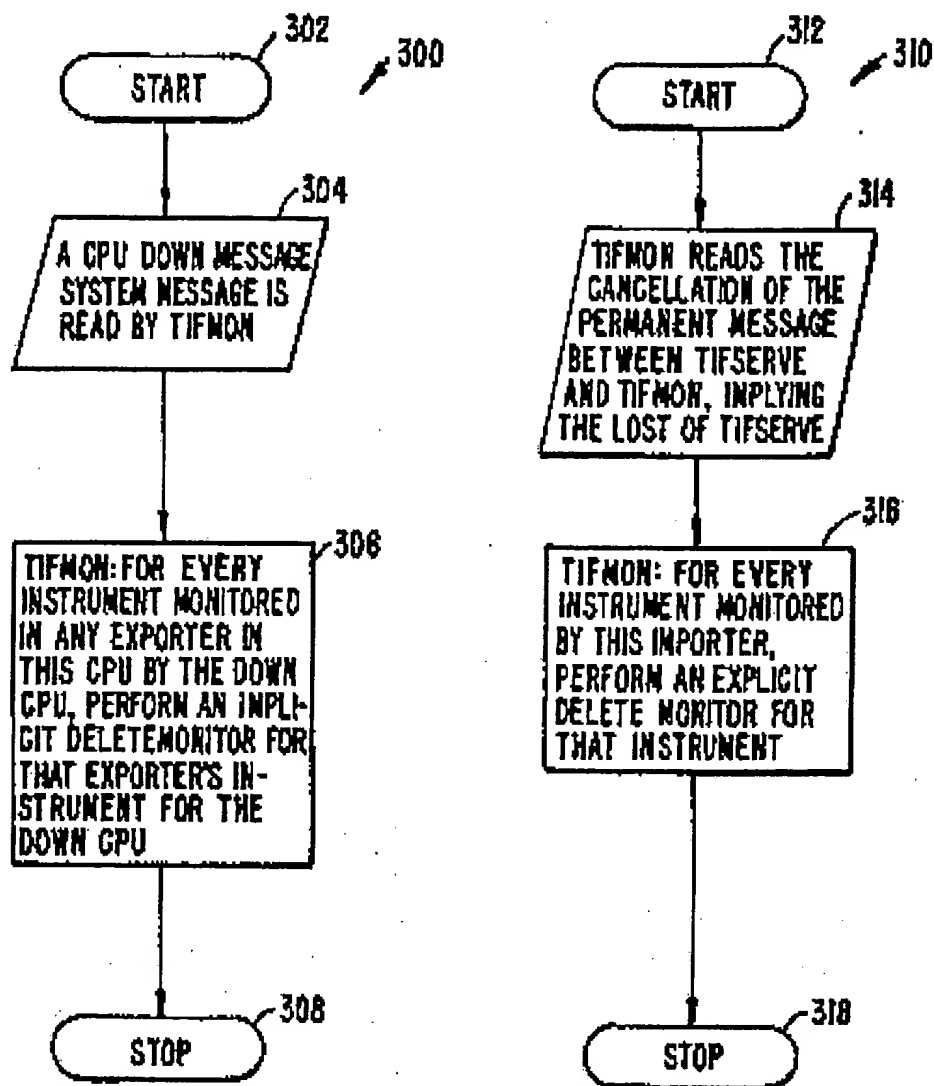 302
300
START
304
A CPU DOWN MESSAGE
SYSTEM MESSAGE IS
READ BY TIFMON
306
TIFMON: FOR EVERY
INSTRUMENT MONITORED
IN ANY EXPORTER IN
THIS CPU BY THE DOWN
CPU, PERFORM AN IMPLI-
CIT DELETEMONITOR FOR
THAT EXPORTER'S IN-
STRUMENT FOR THE
DOWN CPU
308
STOP
312
310
START
314
TIFMON READS THE
CANCELLATION OF THE
PERMANENT MESSAGE
BETWEEN TIFSERVE
AND TIFMON, IMPLYING
THE LOST OF TIFSERVE
316
TIFMON: FOR EVERY
INSTRUMENT MONITORED
BY THIS IMPORTER,
PERFORM AN EXPLICIT
DELETE MONITOR FOR
THAT INSTRUMENT
318
STOP